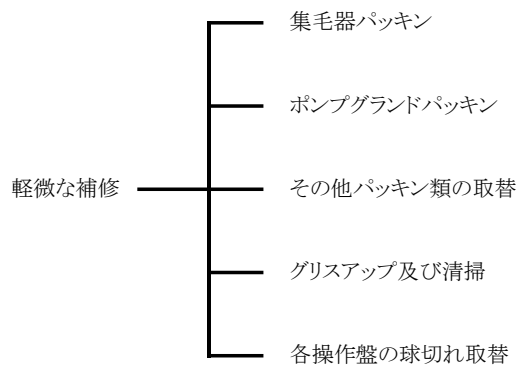 集毛器パッキン
ポンプグランドパッキン
軽微な補修
その他パッキン類の取替
グリスアップ及び清掃
各操作盤の球切れ取替